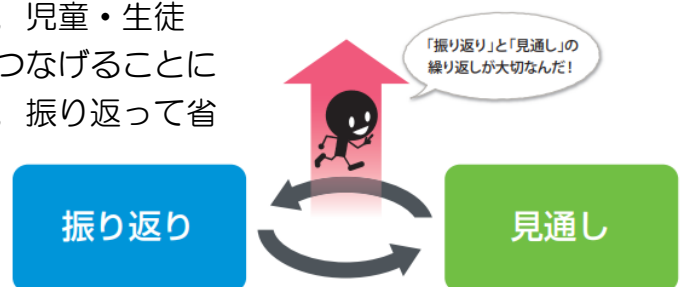 、児童・生徒
つなげることに
、振り返って省
「振り返り」と「見通し」の
繰り返しが大切なんだ！
振り返り
見通し